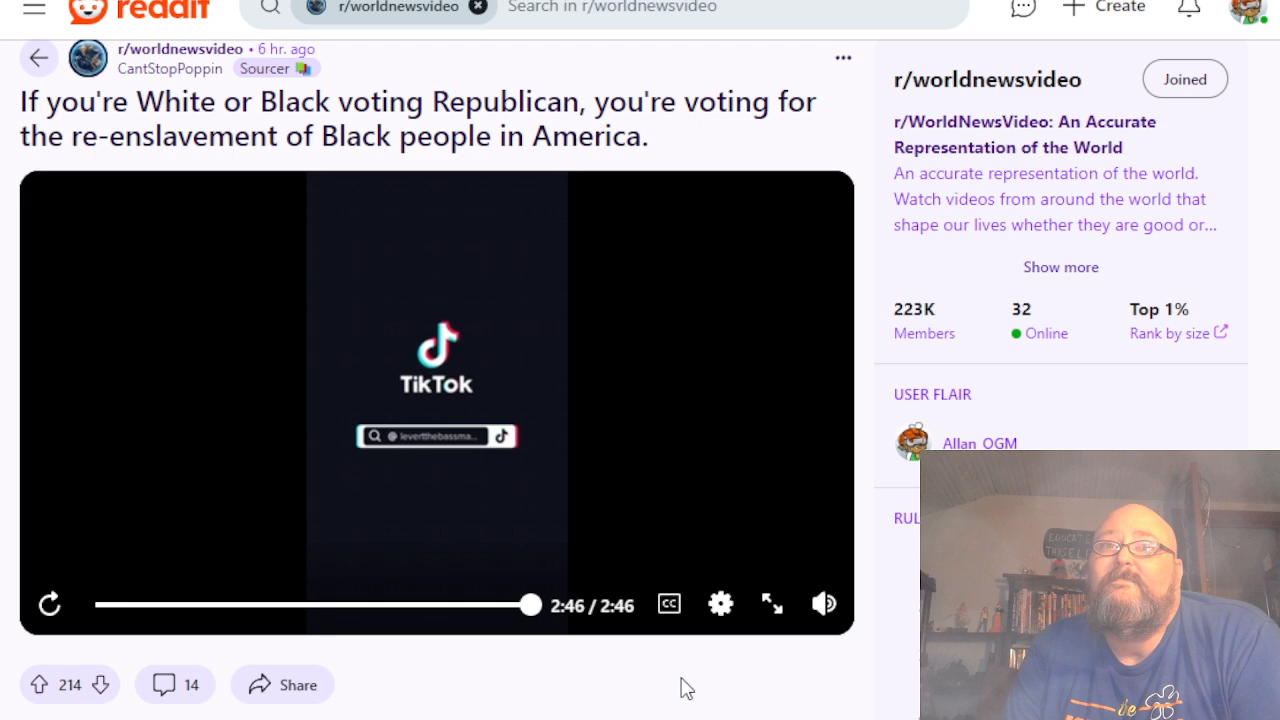 reddit
r/worldnewsvideo
Search in r/worldnewsvideo
Create
r/worldnewsvideo • 6 hr. ago
CantStopPoppin Sourcer
If you're White or Black voting Republican, you're voting for
the re-enslavement of Black people in America.
TikTok
@levertthebassma...
2:46 / 2:46
CC
214
14
Share
r/worldnewsvideo
Joined
r/WorldNewsVideo: An Accurate
Representation of the World
An accurate representation of the world.
Watch videos from around the world that
shape our lives whether they are good or...
Show more
223K
Members
32
Online
Top 1%
Rank by size
USER FLAIR
Allan_OGM
RUL
EDUCATE
THYSELF